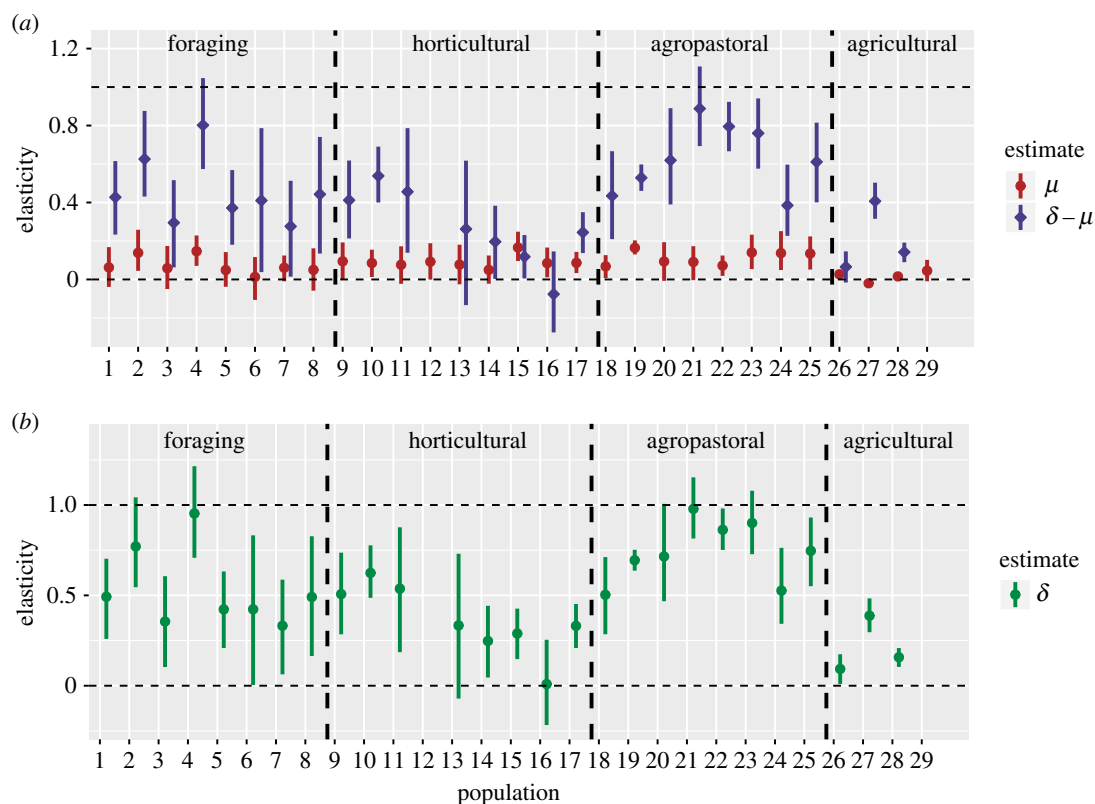 (a)
foraging horticultural agropastoral agricultural
1.2
0.8
0.4
0
elasticity
1 2 3 4 5 6 7 8 9 10 11 12 13 14 15 16 17 18 19 20 21 22 23 24 25 26 27 28 29
estimate
μ
δ – μ
(b)
foraging horticultural agropastoral agricultural
1.0
0.5
0
elasticity
1 2 3 4 5 6 7 8 9 10 11 12 13 14 15 16 17 18 19 20 21 22 23 24 25 26 27 28 29
population
estimate
δ